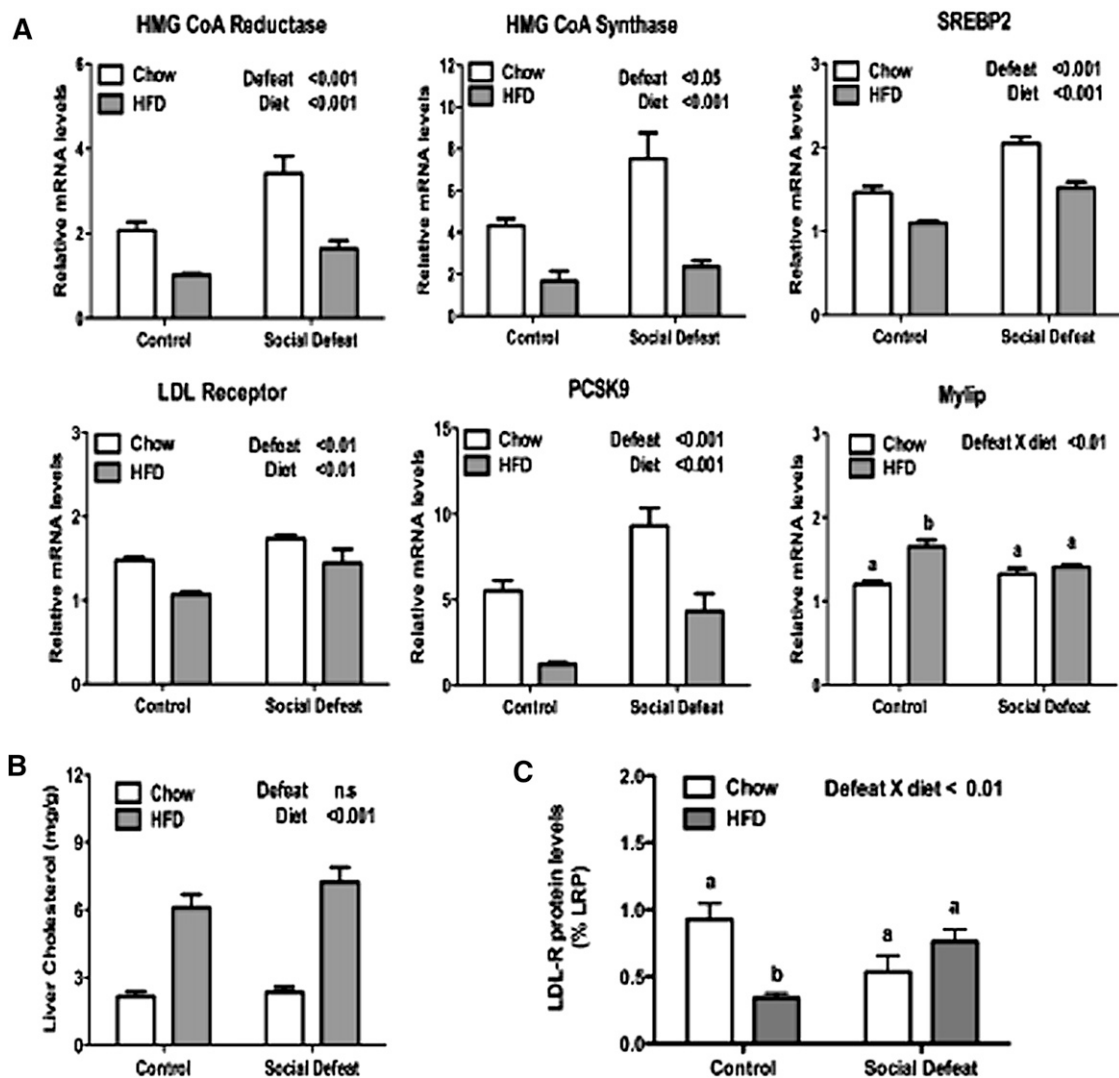 A
HMG CoA Reductase
Relative mRNA levels
6
4
2
0
Chow
HFD
Defeat <0.001
Diet <0.001
Control
Social Defeat
HMG CoA Synthase
Relative mRNA levels
12
10
8
6
4
2
0
Chow
HFD
Defeat <0.05
Diet <0.001
Control
Social Defeat
SREBP2
Relative mRNA levels
3
2
1
0
Chow
HFD
Defeat <0.001
Diet <0.001
Control
Social Defeat
LDL Receptor
Relative mRNA levels
3
2
1
0
Chow
HFD
Defeat <0.01
Diet <0.01
Control
Social Defeat
PCSK9
Relative mRNA levels
15
10
5
0
Chow
HFD
Defeat <0.001
Diet <0.001
Control
Social Defeat
Mylip
Relative mRNA levels
3
2
1
0
Chow
HFD
Defeat X diet <0.01
a
b
a
a
Control
Social Defeat
B
Liver Cholesterol (mg/g)
12
9
6
3
0
Chow
HFD
Defeat n.s
Diet <0.001
Control
Social Defeat
C
LDL-R protein levels
(% LRP)
2.0
1.5
1.0
0.5
0.0
Chow
HFD
Defeat X diet < 0.01
a
b
a
a
Control
Social Defeat